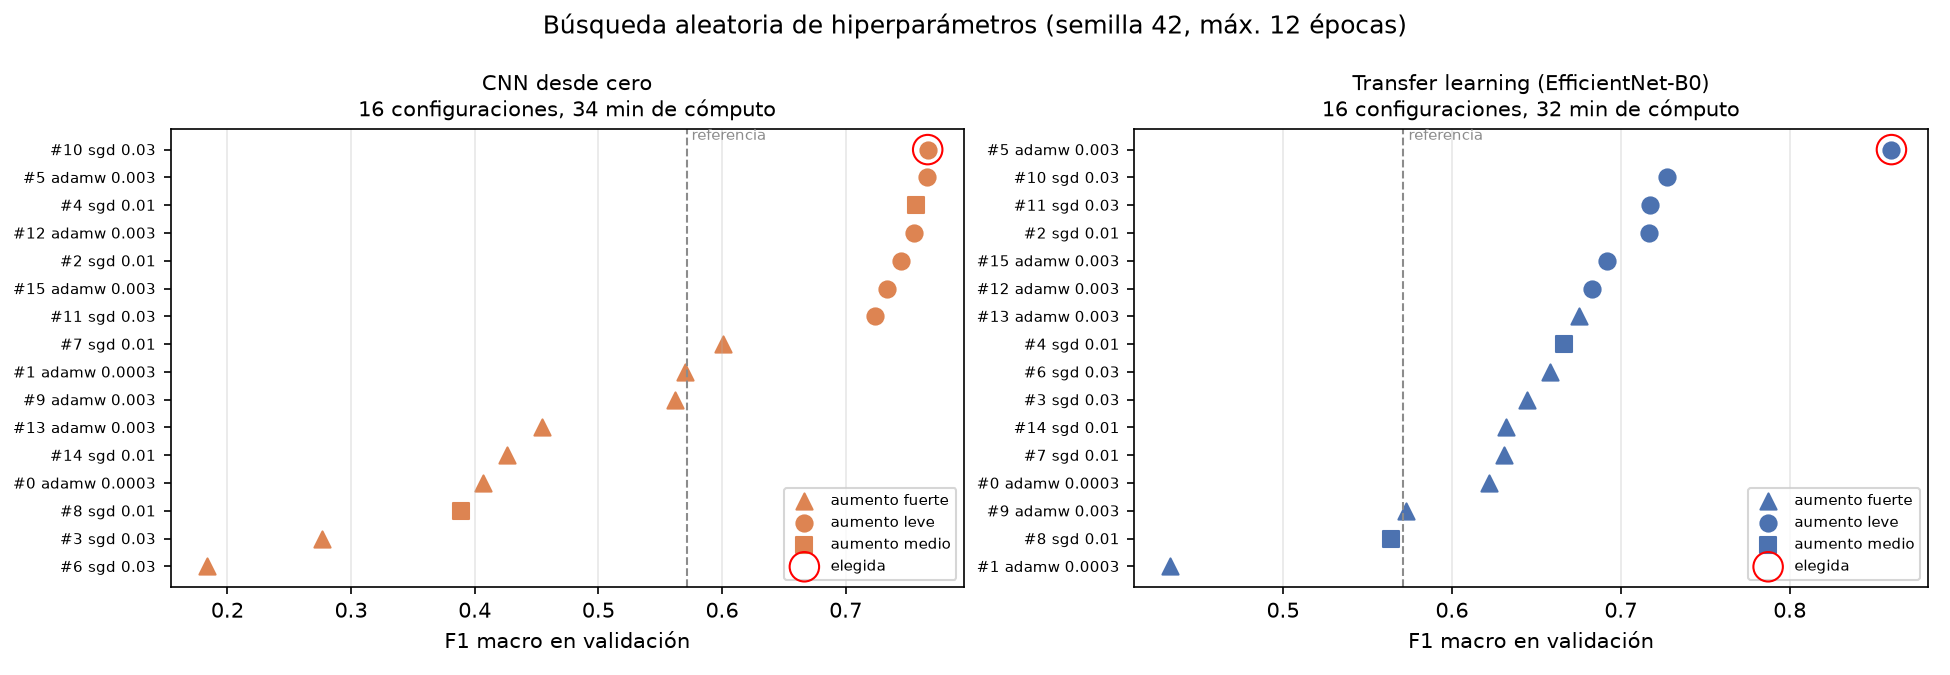 Búsqueda aleatoria de hiperparámetros (semilla 42, máx. 12 épocas)
CNN desde cero
16 configuraciones, 34 min de cómputo
referencia
#10 sgd 0.03
#5 adamw 0.003
#4 sgd 0.01
#12 adamw 0.003
#2 sgd 0.01
#15 adamw 0.003
#11 sgd 0.03
#7 sgd 0.01
#1 adamw 0.0003
#9 adamw 0.003
#13 adamw 0.003
#14 sgd 0.01
#0 adamw 0.0003
#8 sgd 0.01
#3 sgd 0.03
#6 sgd 0.03
aumento fuerte
aumento leve
aumento medio
elegida
0.2 0.3 0.4 0.5 0.6 0.7
F1 macro en validación
Transfer learning (EfficientNet-B0)
16 configuraciones, 32 min de cómputo
referencia
#5 adamw 0.003
#10 sgd 0.03
#11 sgd 0.03
#2 sgd 0.01
#15 adamw 0.003
#12 adamw 0.003
#13 adamw 0.003
#4 sgd 0.01
#6 sgd 0.03
#3 sgd 0.03
#14 sgd 0.01
#7 sgd 0.01
#0 adamw 0.0003
#9 adamw 0.003
#8 sgd 0.01
#1 adamw 0.0003
aumento fuerte
aumento leve
aumento medio
elegida
0.5 0.6 0.7 0.8
F1 macro en validación